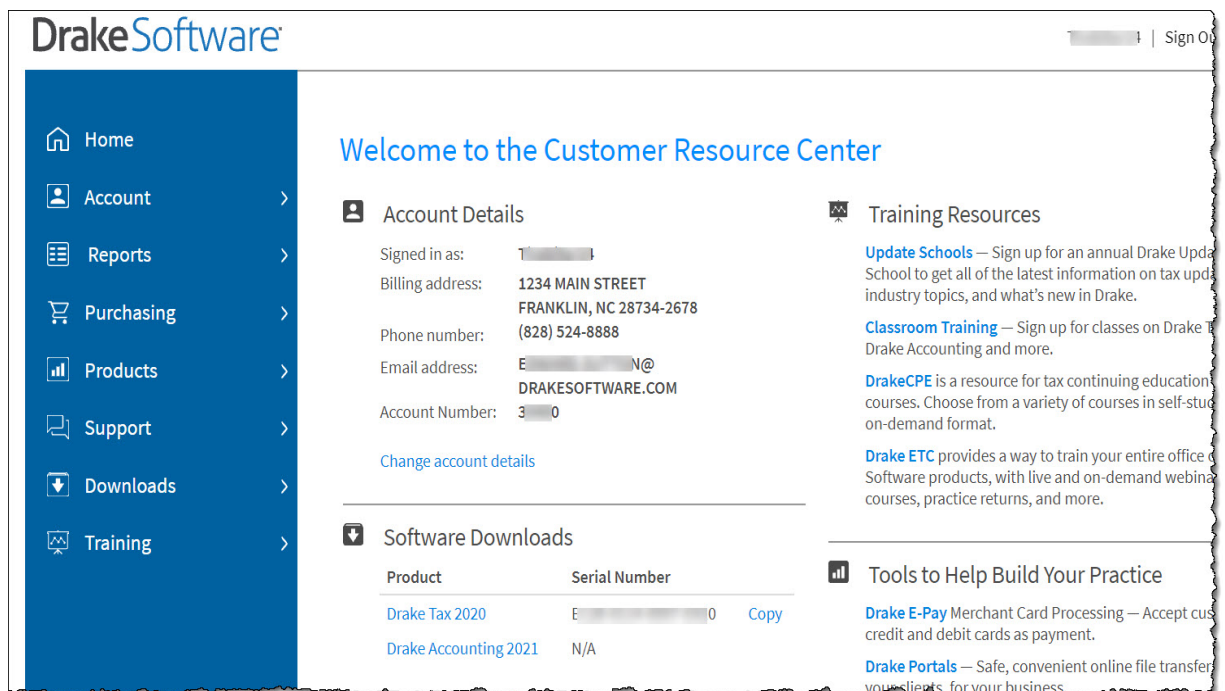 DrakeSoftware
| Sign Ou
Home
Account
Reports
Purchasing
Products
Support
Downloads
Training
Welcome to the Customer Resource Center
Account Details
Signed in as:
Billing address: 1234 MAIN STREET
FRANKLIN, NC 28734-2678
Phone number: (828) 524-8888
Email address: E N@
DRAKESOFTWARE.COM
Account Number: 3 0
Change account details
Software Downloads
Product Serial Number
Drake Tax 2020 E 0 Copy
Drake Accounting 2021 N/A
Training Resources
Update Schools — Sign up for an annual Drake Upda
School to get all of the latest information on tax upda
industry topics, and what's new in Drake.
Classroom Training — Sign up for classes on Drake T
Drake Accounting and more.
DrakeCPE is a resource for tax continuing education
courses. Choose from a variety of courses in self-stud
on-demand format.
Drake ETC provides a way to train your entire office
Software products, with live and on-demand webina
courses, practice returns, and more.
Tools to Help Build Your Practice
Drake E-Pay Merchant Card Processing — Accept cus
credit and debit cards as payment.
Drake Portals — Safe, convenient online file transfer
your clients, for your business.